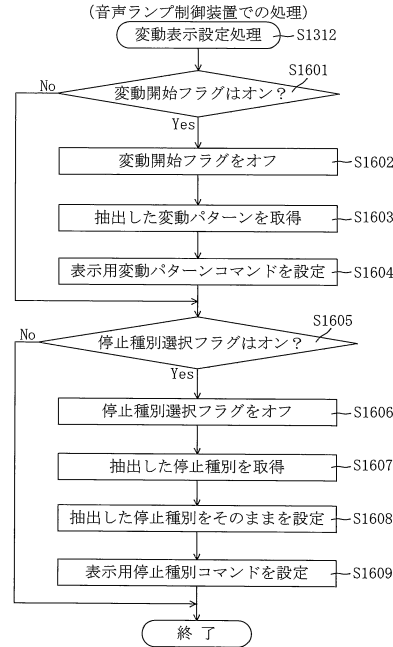 (音声ランプ制御装置での処理)
変動表示設定処理
S1312
S1601
No
変動開始フラグはオン？
Yes
変動開始フラグをオフ
S1602
抽出した変動パターンを取得
S1603
表示用変動パターンコマンドを設定
S1604
S1605
No
停止種別選択フラグはオン？
Yes
停止種別選択フラグをオフ
S1606
抽出した停止種別を取得
S1607
抽出した停止種別をそのままを設定
S1608
表示用停止種別コマンドを設定
S1609
終了